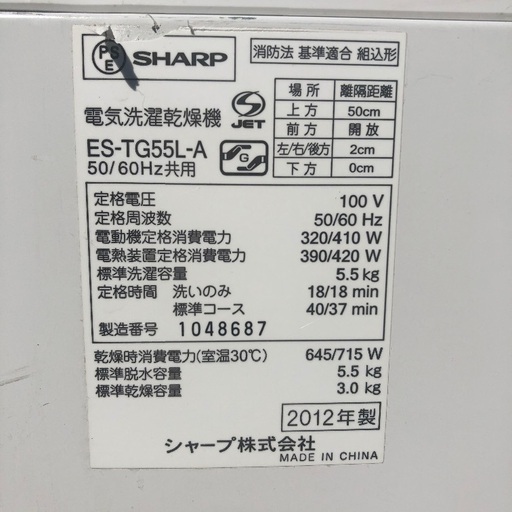 PS
E
SHARP
消防法 基準適合 組込形
電気洗濯乾燥機
S
JET
ES-TG55L-A
G
50/60Hz共用
場所 離隔距離
上方 50cm
前方 開放
左/右/後方 2cm
下方 0cm
定格電圧 100 V
定格周波数 50/60 Hz
電動機定格消費電力 320/410 W
電熱装置定格消費電力 390/420 W
標準洗濯容量 5.5 kg
定格時間 洗いのみ 18/18 min
標準コース 40/37 min
製造番号 1048687
乾燥時消費電力(室温30℃) 645/715 W
標準脱水容量 5.5 kg
標準乾燥容量 3.0 kg
2012年製
シャープ株式会社
MADE IN CHINA